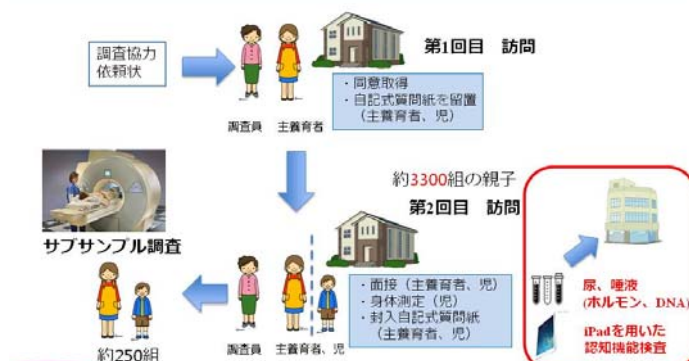 調査協力
依頼状
第1回目 訪問
・同意取得
・自記式質問紙を留置
（主養育者、児）
調査員 主養育者
約3300組の親子
第2回目 訪問
サブサンプル調査
・面接（主養育者、児）
・身体測定（児）
・封入自記式質問紙
（主養育者、児）
調査員 主養育者、児
約250組
尿、唾液
(ホルモン、DNA)
iPadを用いた
認知機能検査